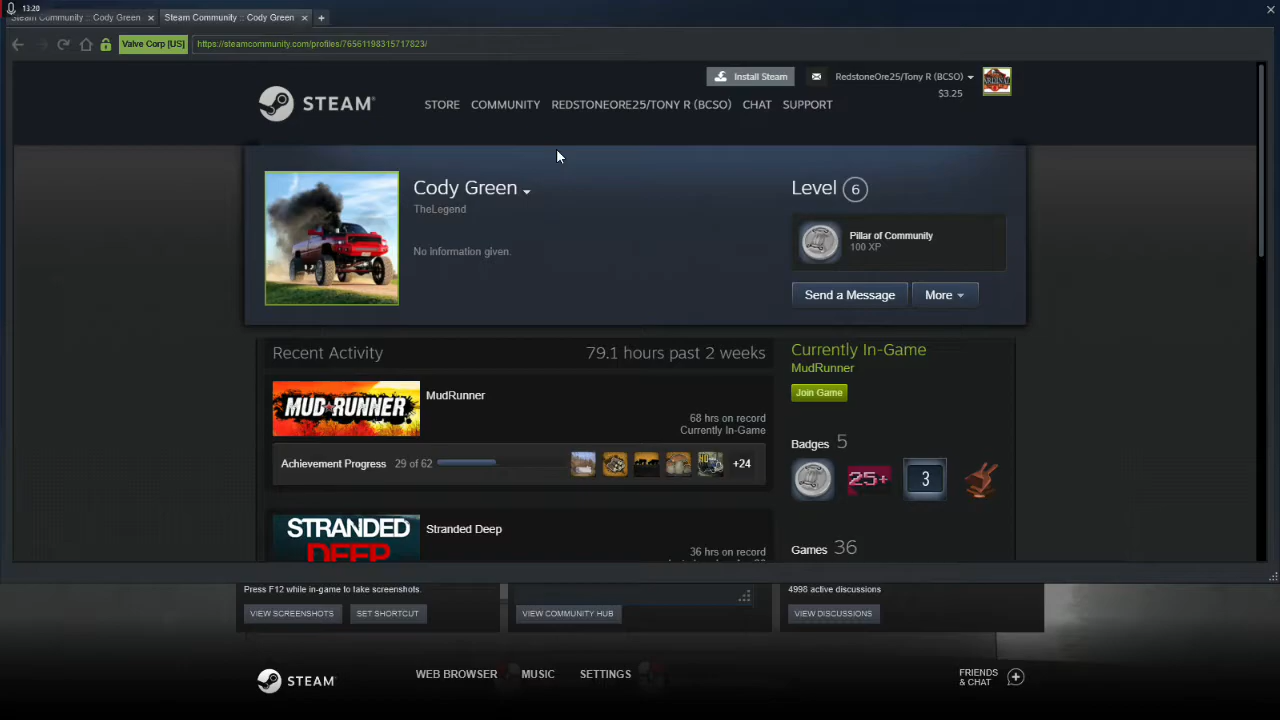 13:20
Steam Community :: Cody Green
Steam Community :: Cody Green
Valve Corp [US]
https://steamcommunity.com/profiles/76561198315717823/
Install Steam
RedstoneOre25/Tony R (BCSO)
$3.25
STEAM
STORE COMMUNITY REDSTONEORE25/TONY R (BCSO) CHAT SUPPORT
Cody Green
TheLegend
No information given.
Level 6
Pillar of Community
100 XP
Send a Message
More
Recent Activity
79.1 hours past 2 weeks
MUDRUNNER
MudRunner
68 hrs on record
Currently In-Game
Achievement Progress 29 of 62
+24
STRANDED
DEEP
Stranded Deep
36 hrs on record
Currently In-Game
MudRunner
Join Game
Badges 5
25+
3
Games 36
Press F12 while in-game to take screenshots.
VIEW SCREENSHOTS
SET SHORTCUT
VIEW COMMUNITY HUB
4998 active discussions
VIEW DISCUSSIONS
STEAM
WEB BROWSER MUSIC SETTINGS
FRIENDS
& CHAT